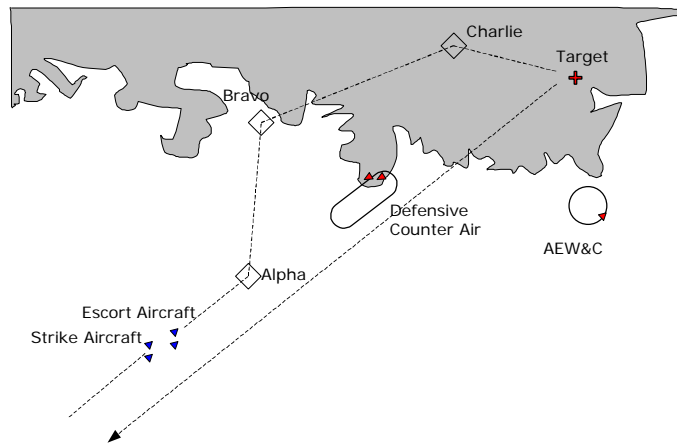 Charlie
Target
Bravo
Defensive
Counter Air
AEW&C
Alpha
Escort Aircraft
Strike Aircraft